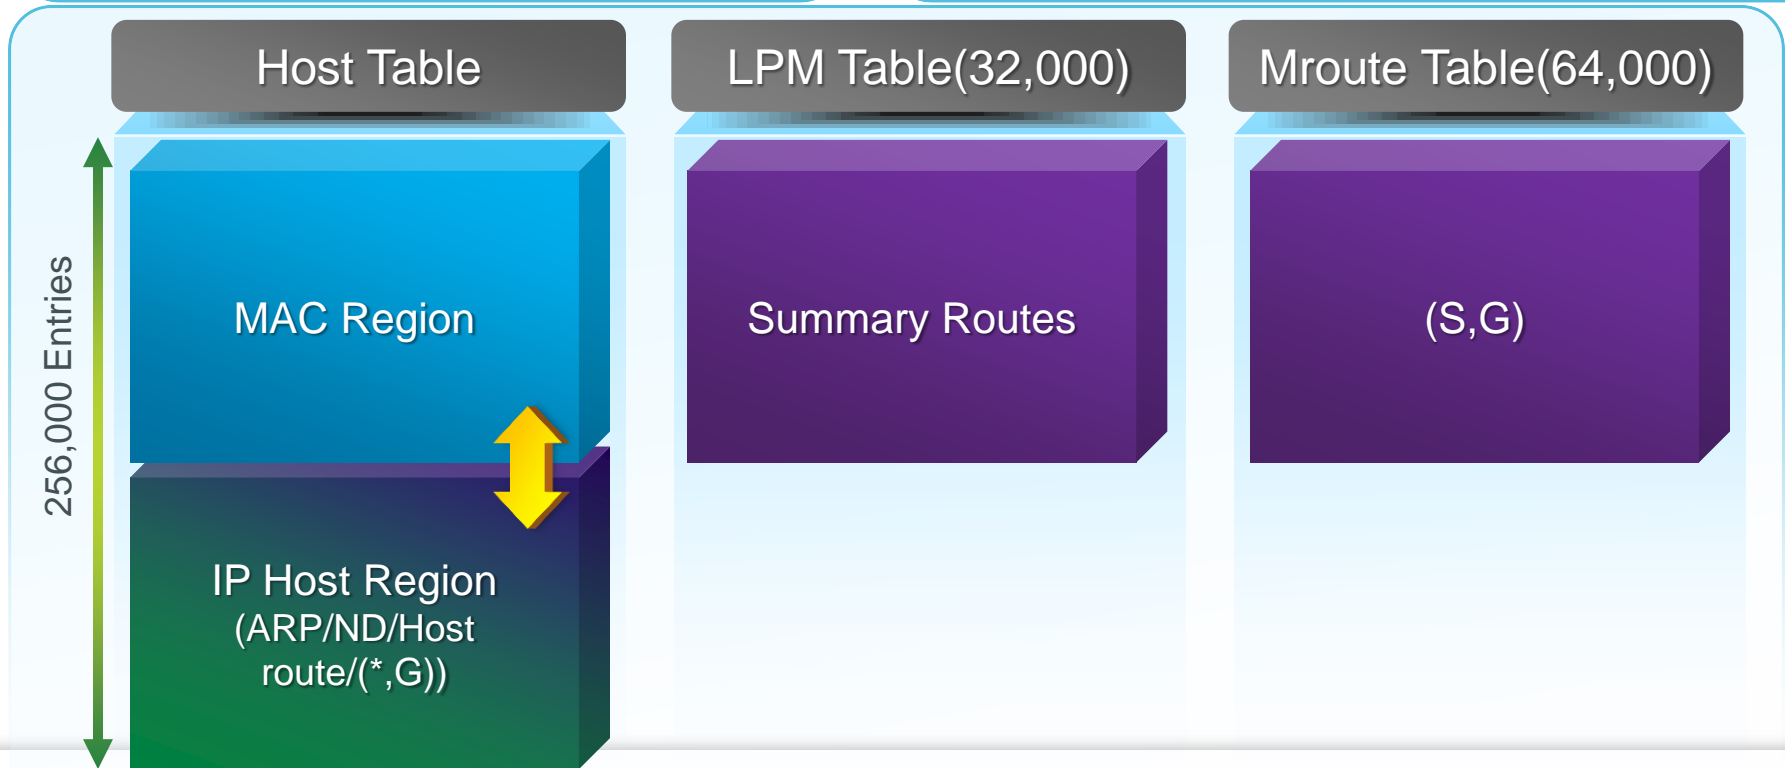 Host Table
LPM Table(32,000)
Mroute Table(64,000)
256,000 Entries
MAC Region
Summary Routes
(S,G)
IP Host Region
(ARP/ND/Host
route/(*,G))